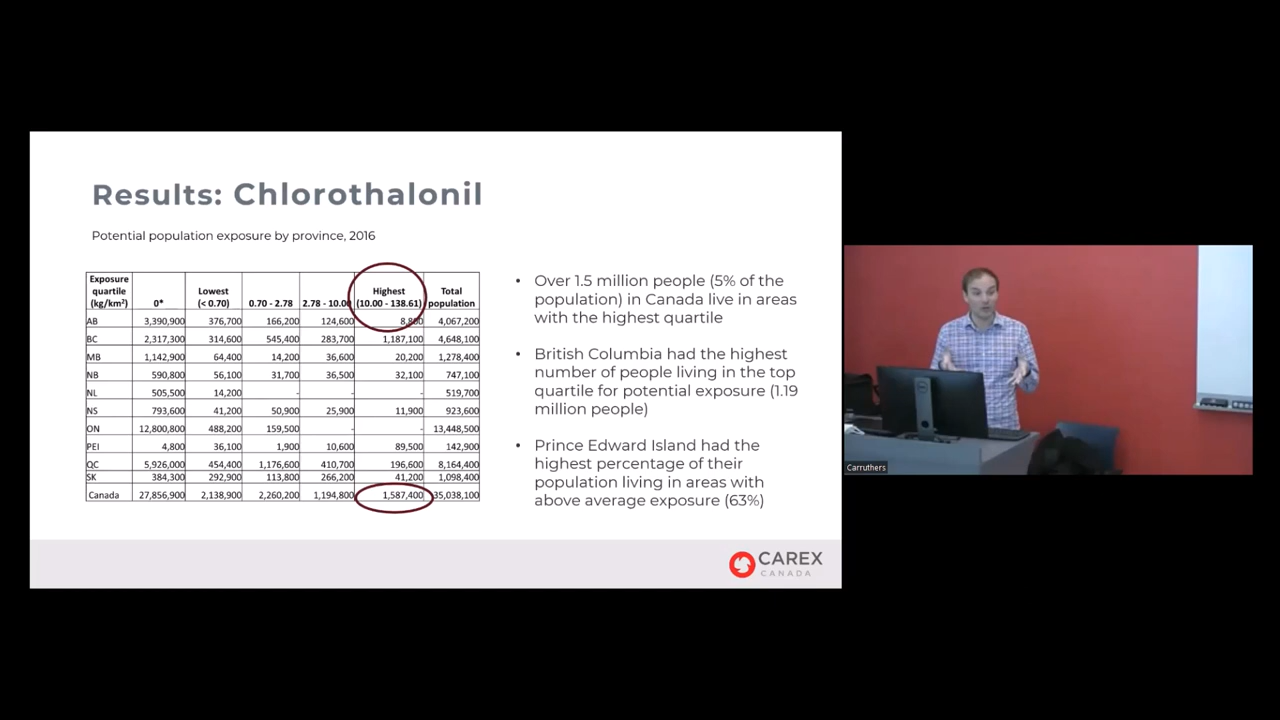 Results: Chlorothalonil
Potential population exposure by province, 2016
Exposure quartile (kg/km²) 0* Lowest (< 0.70) 0.70 - 2.78 2.78 - 10.00 Highest (10.00 - 138.61) Total population
AB 3,390,900 376,700 166,200 124,600 8,800 4,067,200
BC 2,317,300 314,600 545,400 283,700 1,187,100 4,648,100
MB 1,142,900 64,400 14,200 36,600 20,200 1,278,400
NB 590,800 56,100 31,700 36,500 32,100 747,100
NL 505,500 14,200 - - - 519,700
NS 793,600 41,200 50,900 25,900 11,900 923,600
ON 12,800,800 488,200 159,500 - - 13,448,500
PEI 4,800 36,100 1,900 10,600 89,500 142,900
QC 5,926,000 454,400 1,176,600 410,700 196,600 8,164,400
SK 384,300 292,900 113,800 266,200 41,200 1,098,400
Canada 27,856,900 2,138,900 2,260,200 1,194,800 1,587,400 35,038,100
• Over 1.5 million people (5% of the
population) in Canada live in areas
with the highest quartile
• British Columbia had the highest
number of people living in the top
quartile for potential exposure (1.19
million people)
• Prince Edward Island had the
highest percentage of their
population living in areas with
above average exposure (63%)
CAREX
CANADA
Carruthers